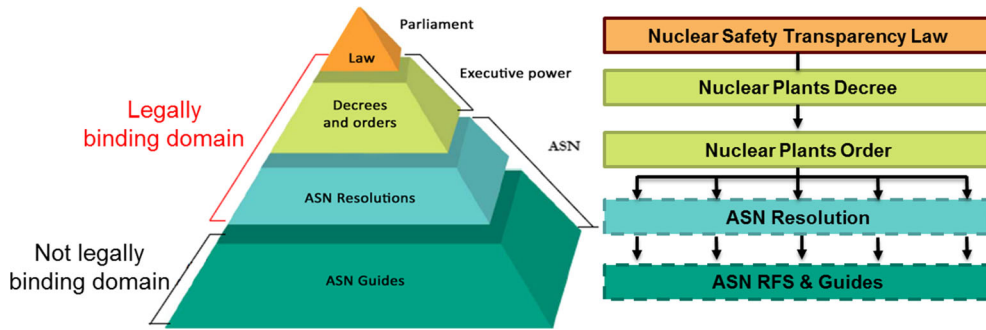 Parliament
Law
Executive power
Legally
binding domain
Decrees
and orders
ASN
ASN Resolutions
Not legally
binding domain
ASN Guides
Nuclear Safety Transparency Law
Nuclear Plants Decree
Nuclear Plants Order
ASN Resolution
ASN RFS & Guides